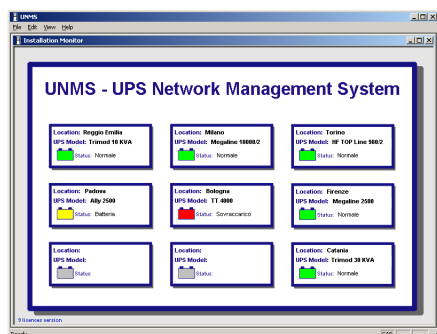 UNMS
File Edit View Help
Installation Monitor
UNMS - UPS Network Management System
Location: Reggio Emilia
UPS Model: Trimod 10 KVA
Status: Normale
Location: Milano
UPS Model: Megaline 10000/2
Status: Normale
Location: Torino
UPS Model: HF TOP Line 980/2
Status: Normale
Location: Padova
UPS Model: Ally 2500
Status: Batteria
Location: Bologna
UPS Model: TT 4000
Status: Sovraccarico
Location: Firenze
UPS Model: Megaline 2500
Status: Normale
Location:
UPS Model:
Status:
Location:
UPS Model:
Status:
Location: Catania
UPS Model: Trimod 30 KVA
Status: Normale
9 licences version
Ready
CAP